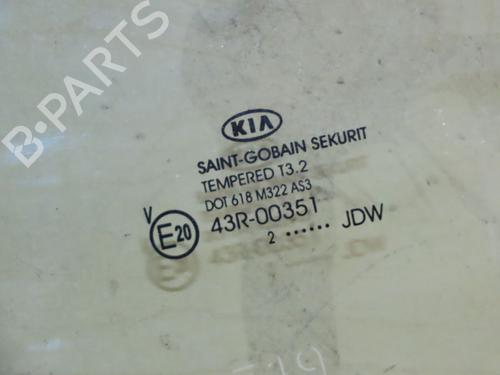 B·PARTS
KIA
SAINT-GOBAIN SEKURIT
TEMPERED T3.2
DOT 618 M322 AS3
V
E20 43R-00351
2 ...... JDW